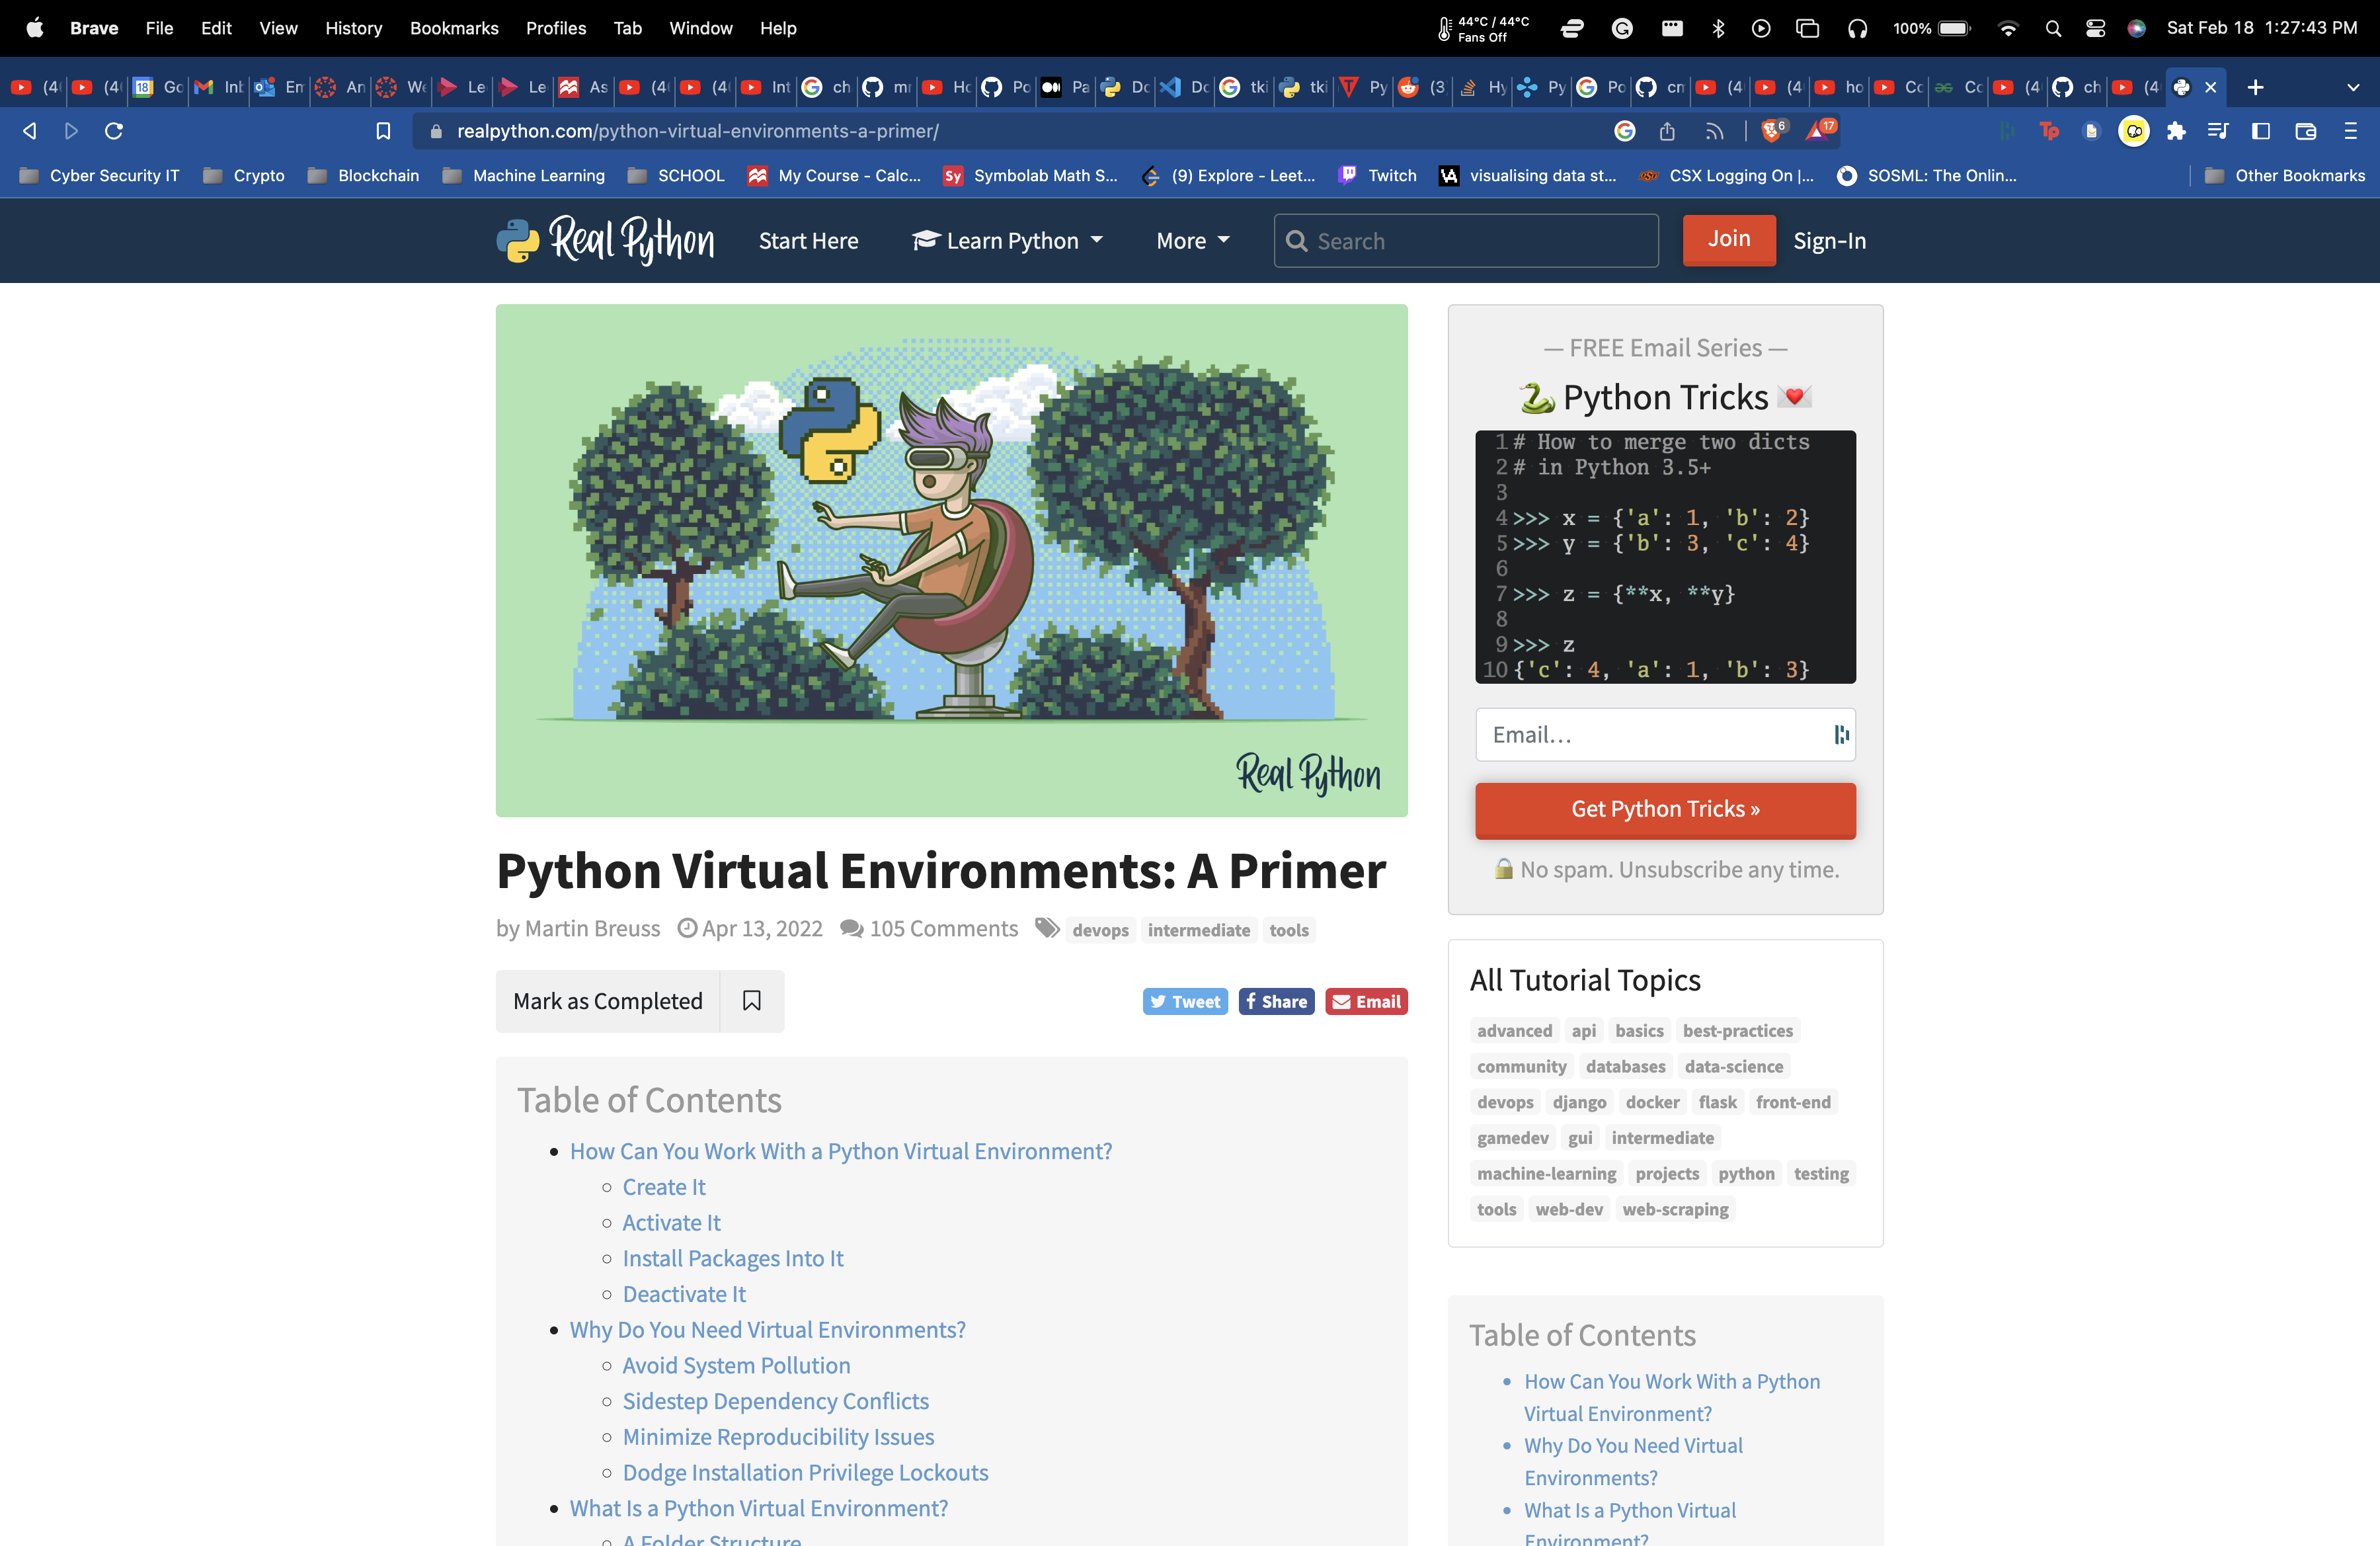 Brave File Edit View History Bookmarks Profiles Tab Window Help
44°C / 44°C
Fans Off
100%
Sat Feb 18 1:27:43 PM
(4 (4 Go Inb Em An We Le Le As (4 (4 Int ch mr Ho Po Pa Do Do tki tki Py (3 Hy Py Po cn (4 (4 ho Co Co (4 ch (4
realpython.com/python-virtual-environments-a-primer/
6
17
Cyber Security IT Crypto Blockchain Machine Learning SCHOOL My Course - Calc... Symbolab Math S... (9) Explore - Leet... Twitch visualising data st... CSX Logging On |... SOSML: The Onlin... Other Bookmarks
Real Python Start Here Learn Python More Search Join Sign-In
Real Python
Python Virtual Environments: A Primer
by Martin Breuss Apr 13, 2022 105 Comments devops intermediate tools
Mark as Completed
Tweet Share Email
Table of Contents
How Can You Work With a Python Virtual Environment?
Create It
Activate It
Install Packages Into It
Deactivate It
Why Do You Need Virtual Environments?
Avoid System Pollution
Sidestep Dependency Conflicts
Minimize Reproducibility Issues
Dodge Installation Privilege Lockouts
What Is a Python Virtual Environment?
A Folder Structure
— FREE Email Series —
🐍 Python Tricks 💌
1 # How to merge two dicts
2 # in Python 3.5+
3
4 >>> x = {'a': 1, 'b': 2}
5 >>> y = {'b': 3, 'c': 4}
6
7 >>> z = {**x, **y}
8
9 >>> z
10 {'c': 4, 'a': 1, 'b': 3}
Email…
Get Python Tricks »
🔒 No spam. Unsubscribe any time.
All Tutorial Topics
advanced api basics best-practices
community databases data-science
devops django docker flask front-end
gamedev gui intermediate
machine-learning projects python testing
tools web-dev web-scraping
Table of Contents
How Can You Work With a Python
Virtual Environment?
Why Do You Need Virtual
Environments?
What Is a Python Virtual
Environment?